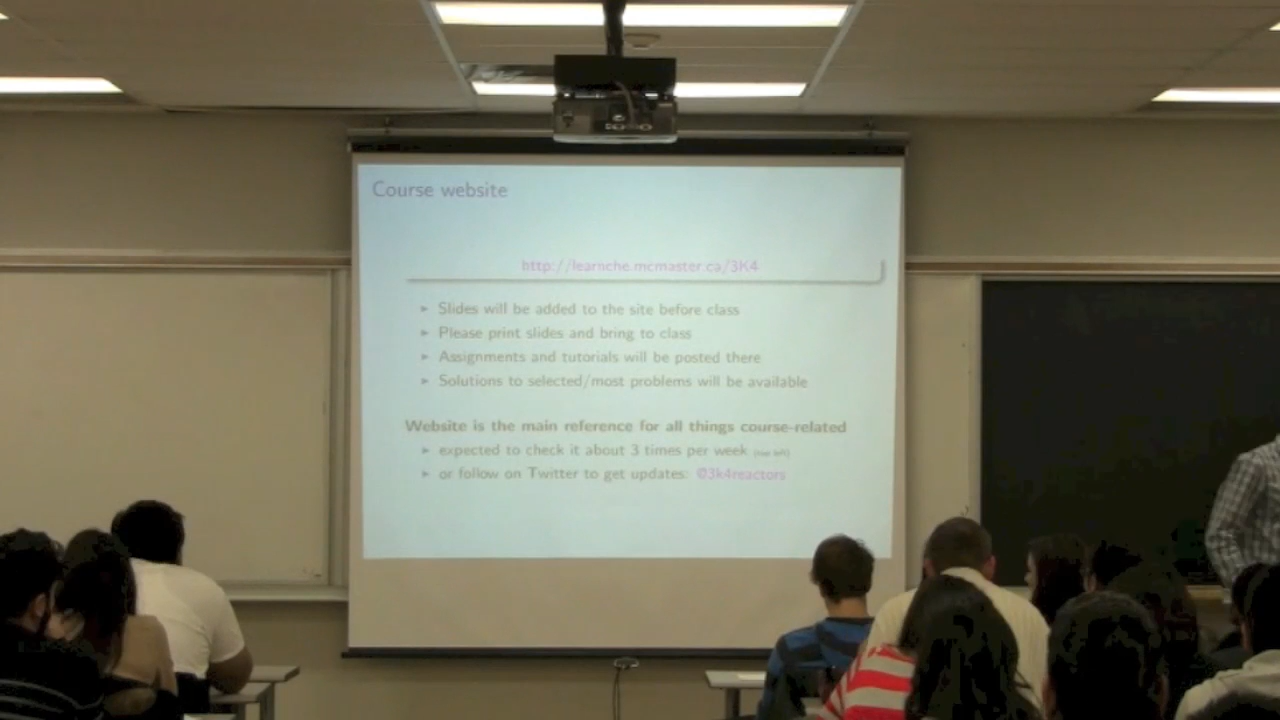 Course website
http://learnche.mcmaster.ca/3K4
► Slides will be added to the site before class
► Please print slides and bring to class
► Assignments and tutorials will be posted there
► Solutions to selected/most problems will be available
Website is the main reference for all things course-related
► expected to check it about 3 times per week
► or follow on Twitter to get updates: @3k4reactors